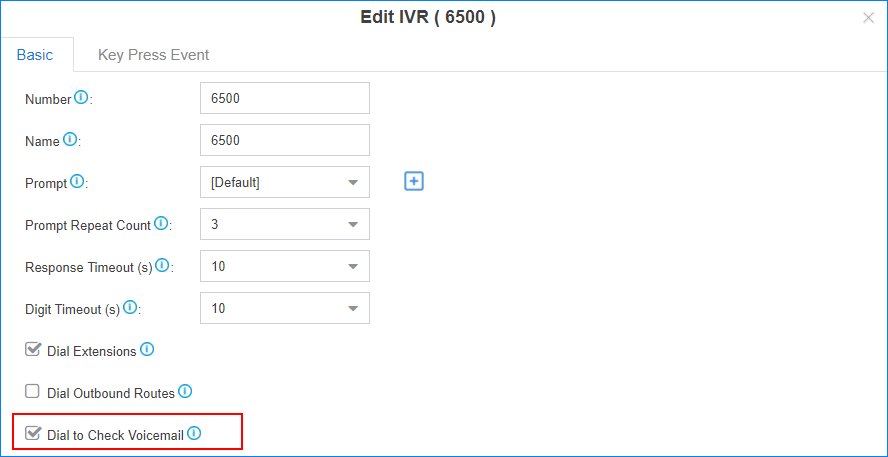 Edit IVR ( 6500 )
Basic Key Press Event
Number : 6500
Name : 6500
Prompt : [Default]
Prompt Repeat Count : 3
Response Timeout (s) : 10
Digit Timeout (s) : 10
Dial Extensions
Dial Outbound Routes
Dial to Check Voicemail